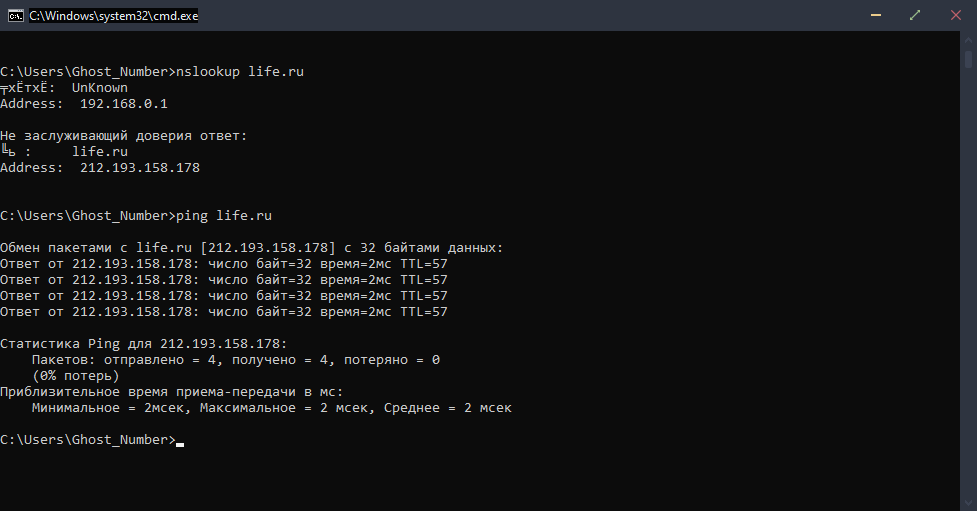 C:\Windows\system32\cmd.exe
C:\Users\Ghost_Number>nslookup life.ru
╤хЁтхЁ:  UnKnown
Address:  192.168.0.1
Не заслуживающий доверия ответ:
╚ь :     life.ru
Address:  212.193.158.178
C:\Users\Ghost_Number>ping life.ru
Обмен пакетами с life.ru [212.193.158.178] с 32 байтами данных:
Ответ от 212.193.158.178: число байт=32 время=2мс TTL=57
Ответ от 212.193.158.178: число байт=32 время=2мс TTL=57
Ответ от 212.193.158.178: число байт=32 время=2мс TTL=57
Ответ от 212.193.158.178: число байт=32 время=2мс TTL=57
Статистика Ping для 212.193.158.178:
    Пакетов: отправлено = 4, получено = 4, потеряно = 0
    (0% потерь)
Приблизительное время приема-передачи в мс:
    Минимальное = 2мсек, Максимальное = 2 мсек, Среднее = 2 мсек
C:\Users\Ghost_Number>